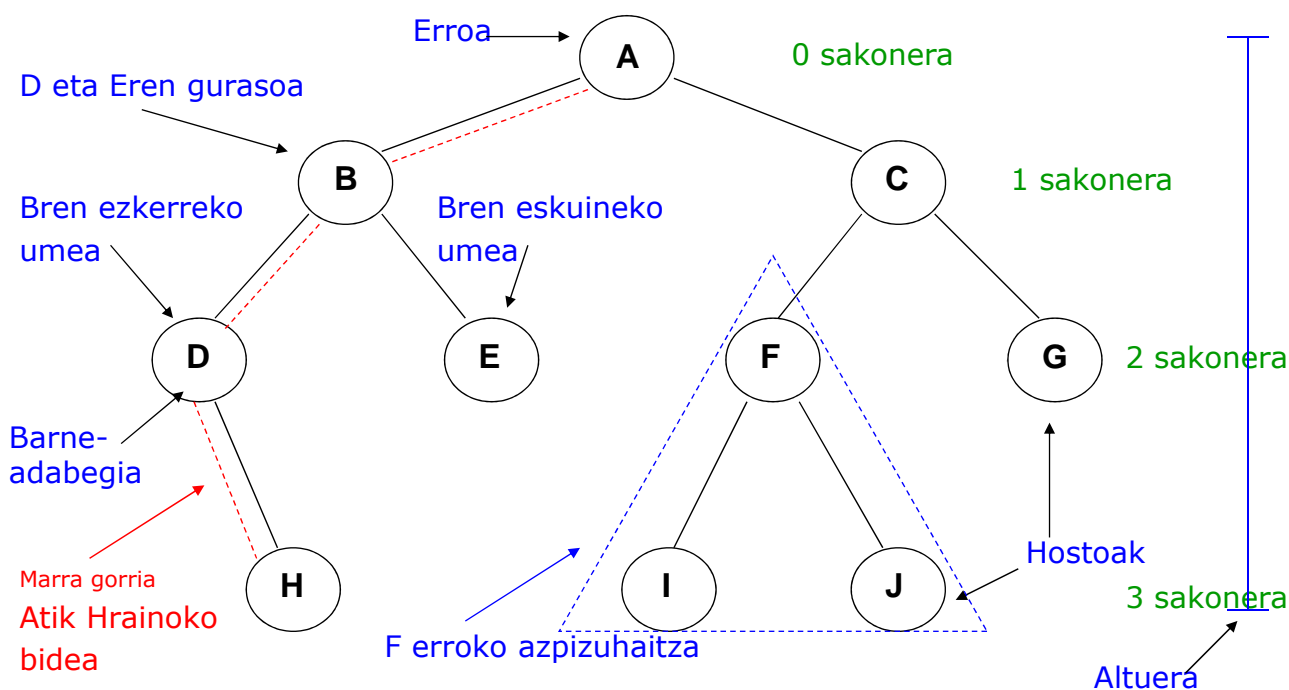 Erroa
A
0 sakonera
D eta Eren gurasoa
B
C
1 sakonera
Bren ezkerreko
umea
Bren eskuineko
umea
D
E
F
G
2 sakonera
Barne-
adabegia
Marra gorria
Atik Hrainoko
bidea
H
I
J
Hostoak
3 sakonera
F erroko azpizuhaitza
Altuera